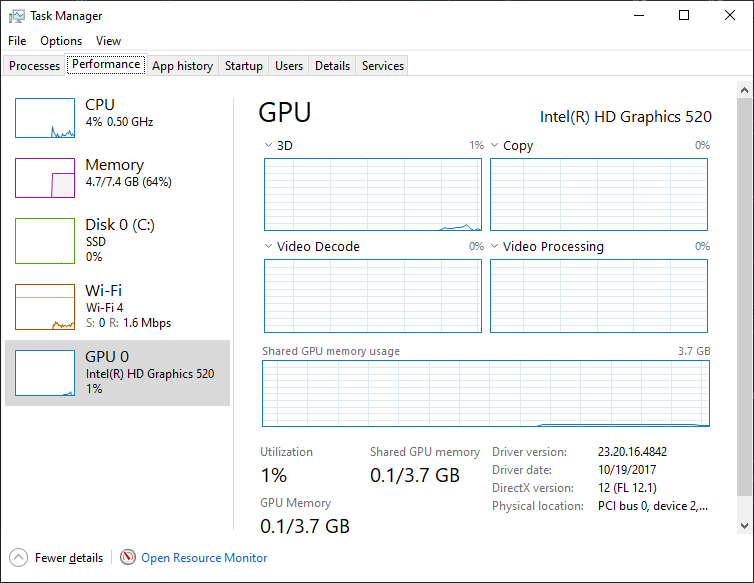 Task Manager
File Options View
Processes Performance App history Startup Users Details Services
CPU
4% 0.50 GHz
Memory
4.7/7.4 GB (64%)
Disk 0 (C:)
SSD
0%
Wi-Fi
Wi-Fi 4
S: 0 R: 1.6 Mbps
GPU 0
Intel(R) HD Graphics 520
1%
GPU Intel(R) HD Graphics 520
3D 1% Copy 0%
Video Decode 0% Video Processing 0%
Shared GPU memory usage 3.7 GB
Utilization
1%
Shared GPU memory
0.1/3.7 GB
GPU Memory
0.1/3.7 GB
Driver version: 23.20.16.4842
Driver date: 10/19/2017
DirectX version: 12 (FL 12.1)
Physical location: PCI bus 0, device 2,...
Fewer details Open Resource Monitor